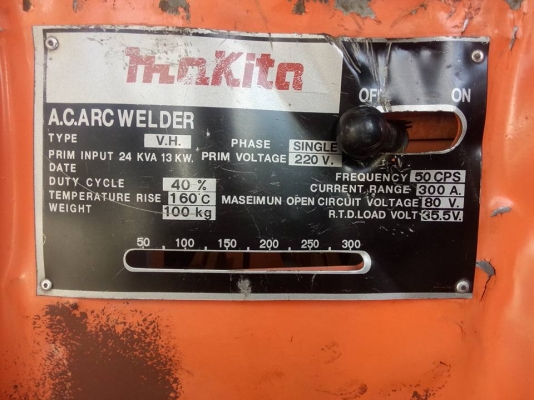 makita
OFF ON
A.C. ARC WELDER
TYPE V.H. PHASE SINGLE
PRIM INPUT 24 KVA 13 KW. PRIM VOLTAGE 220 V.
DATE FREQUENCY 50 CPS
DUTY CYCLE 40 % CURRENT RANGE 300 A.
TEMPERATURE RISE 160°C MASEIMUN OPEN CIRCUIT VOLTAGE 80 V.
WEIGHT 100 kg R.T.D.LOAD VOLT 35.5V.
50 100 150 200 250 300